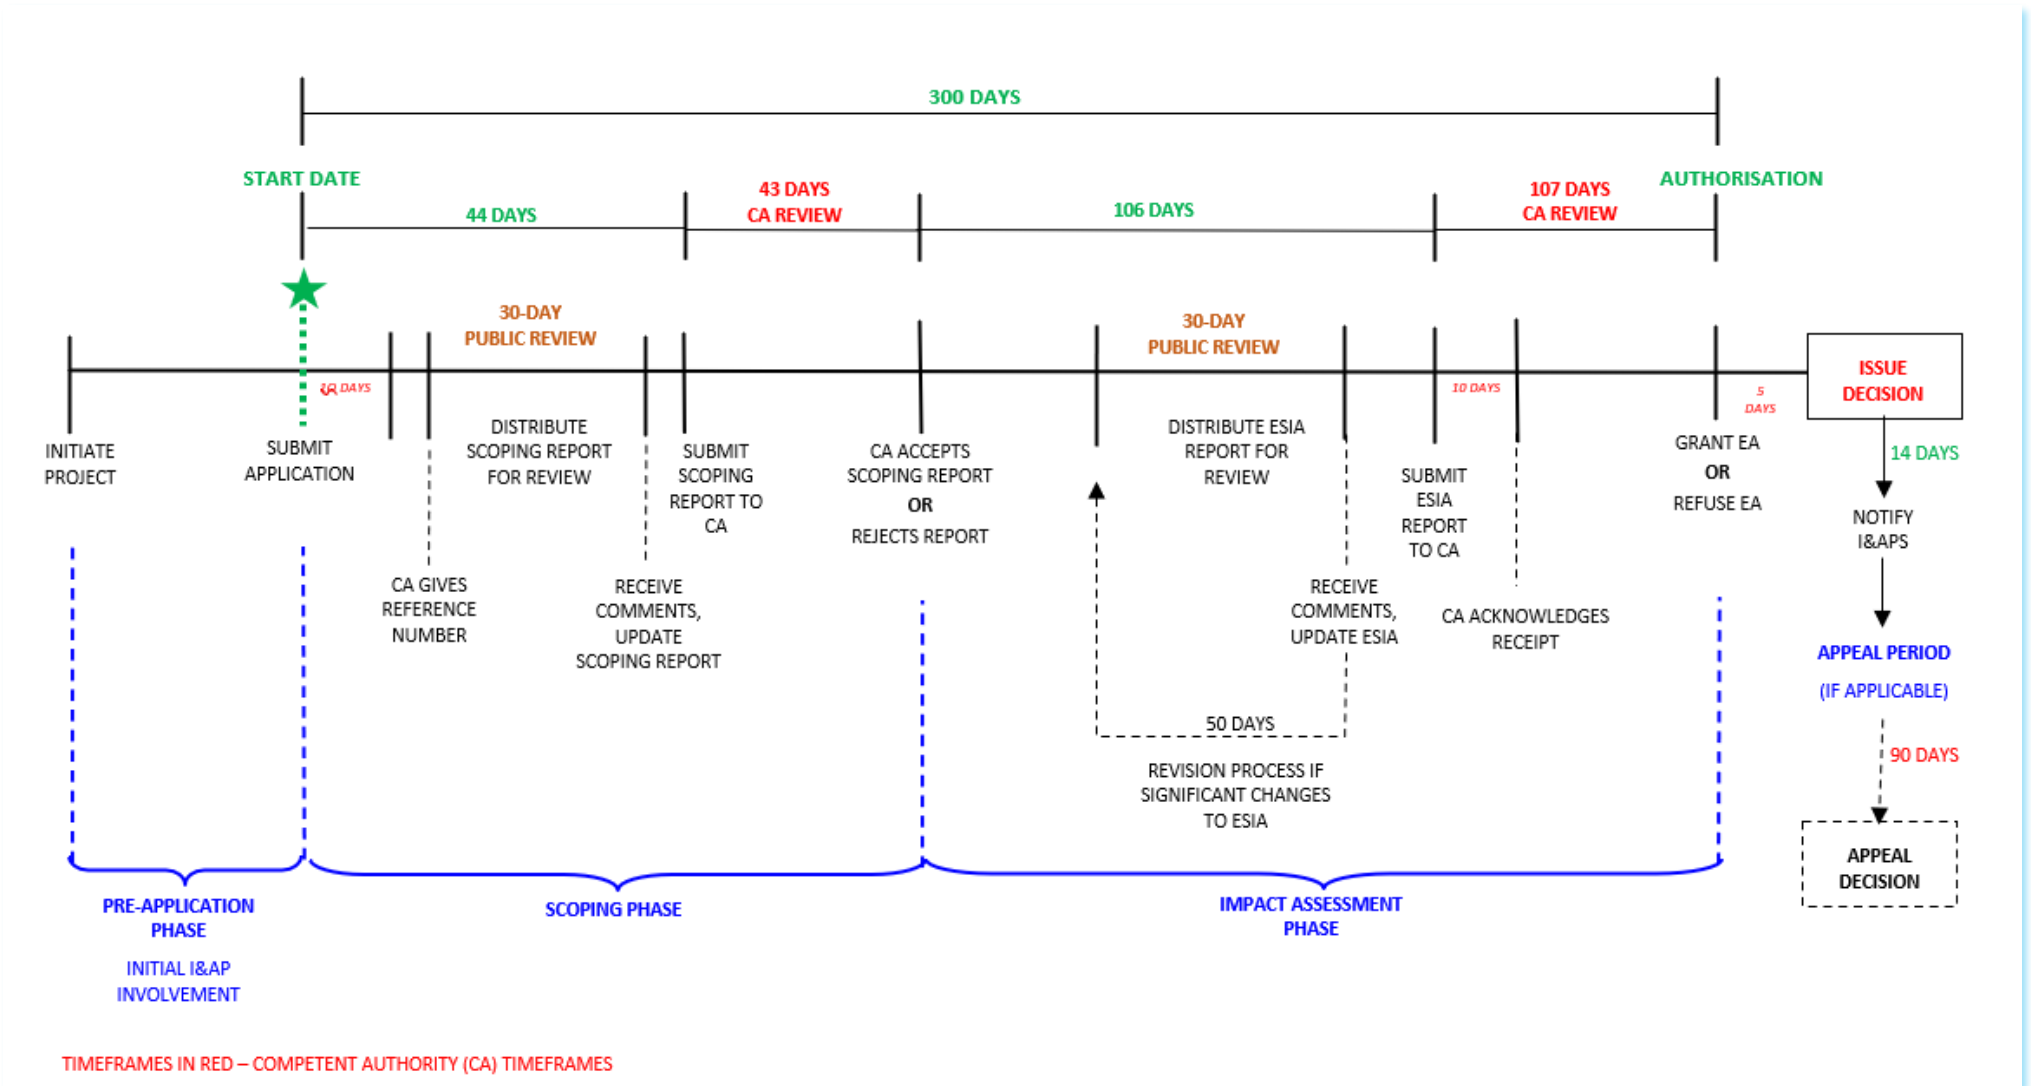 300 DAYS
START DATE
44 DAYS
43 DAYS
CA REVIEW
106 DAYS
107 DAYS
CA REVIEW
AUTHORISATION
30-DAY
PUBLIC REVIEW
30-DAY
PUBLIC REVIEW
DAYS
10 DAYS
5
DAYS
ISSUE
DECISION
INITIATE
PROJECT
SUBMIT
APPLICATION
DISTRIBUTE
SCOPING REPORT
FOR REVIEW
SUBMIT
SCOPING
REPORT TO
CA
CA ACCEPTS
SCOPING REPORT
OR
REJECTS REPORT
DISTRIBUTE ESIA
REPORT FOR
REVIEW
SUBMIT
ESIA
REPORT
TO CA
GRANT EA
OR
REFUSE EA
14 DAYS
NOTIFY
I&APS
CA GIVES
REFERENCE
NUMBER
RECEIVE
COMMENTS,
UPDATE
SCOPING REPORT
RECEIVE
COMMENTS,
UPDATE ESIA
CA ACKNOWLEDGES
RECEIPT
APPEAL PERIOD
(IF APPLICABLE)
50 DAYS
REVISION PROCESS IF
SIGNIFICANT CHANGES
TO ESIA
90 DAYS
APPEAL
DECISION
PRE-APPLICATION
PHASE
INITIAL I&AP
INVOLVEMENT
SCOPING PHASE
IMPACT ASSESSMENT
PHASE
TIMEFRAMES IN RED – COMPETENT AUTHORITY (CA) TIMEFRAMES